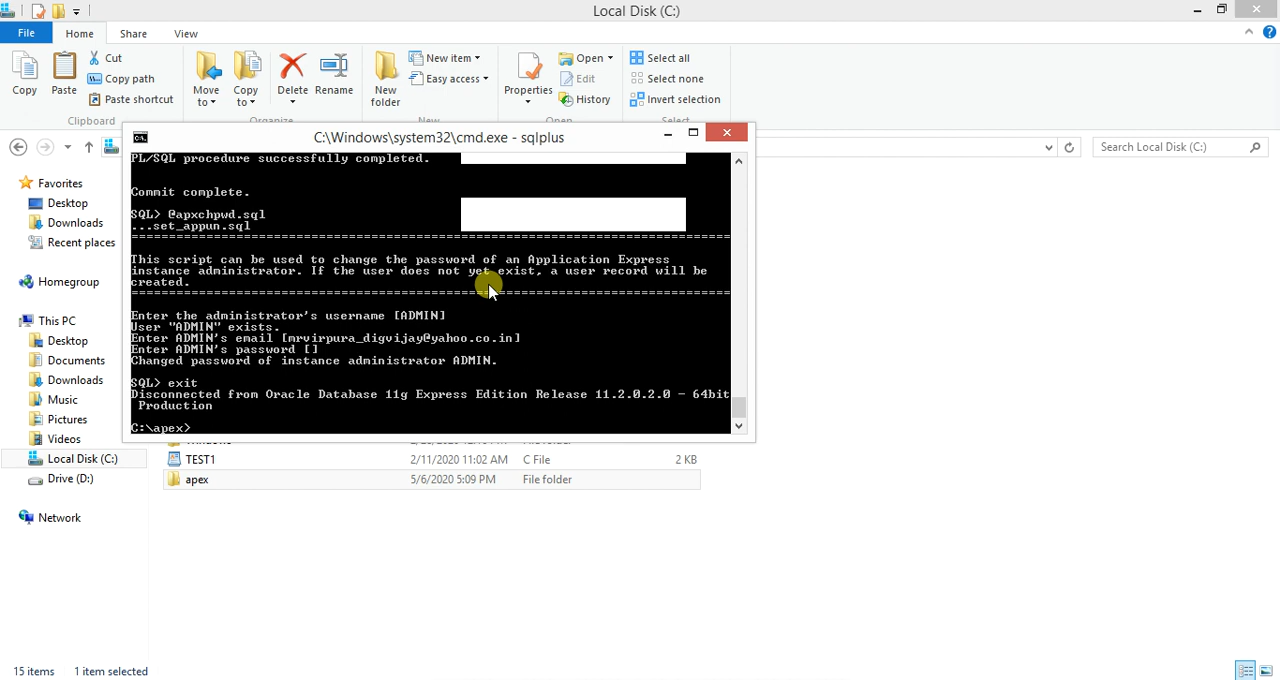 Local Disk (C:)
File Home Share View
Copy
Paste
Cut
Copy path
Paste shortcut
Clipboard
Move to
Copy to
Delete
Rename
Organize
New folder
New item
Easy access
New
Properties
Open
Edit
History
Open
Select all
Select none
Invert selection
Select
Search Local Disk (C:)
Favorites
Desktop
Downloads
Recent places
Homegroup
This PC
Desktop
Documents
Downloads
Music
Pictures
Videos
Local Disk (C:)
Drive (D:)
Network
C:\Windows\system32\cmd.exe - sqlplus
PL/SQL procedure successfully completed.
Commit complete.
SQL> @apxchpwd.sql
...set_appun.sql
================================================================================
This script can be used to change the password of an Application Express
instance administrator. If the user does not yet exist, a user record will be
created.
================================================================================
Enter the administrator's username [ADMIN]
User "ADMIN" exists.
Enter ADMIN's email [mrvirpura_digvijay@yahoo.co.in]
Enter ADMIN's password []
Changed password of instance administrator ADMIN.
SQL> exit
Disconnected from Oracle Database 11g Express Edition Release 11.2.0.2.0 - 64bit
Production
C:\apex>
TEST1 2/11/2020 11:02 AM C File 2 KB
apex 5/6/2020 5:09 PM File folder
15 items 1 item selected